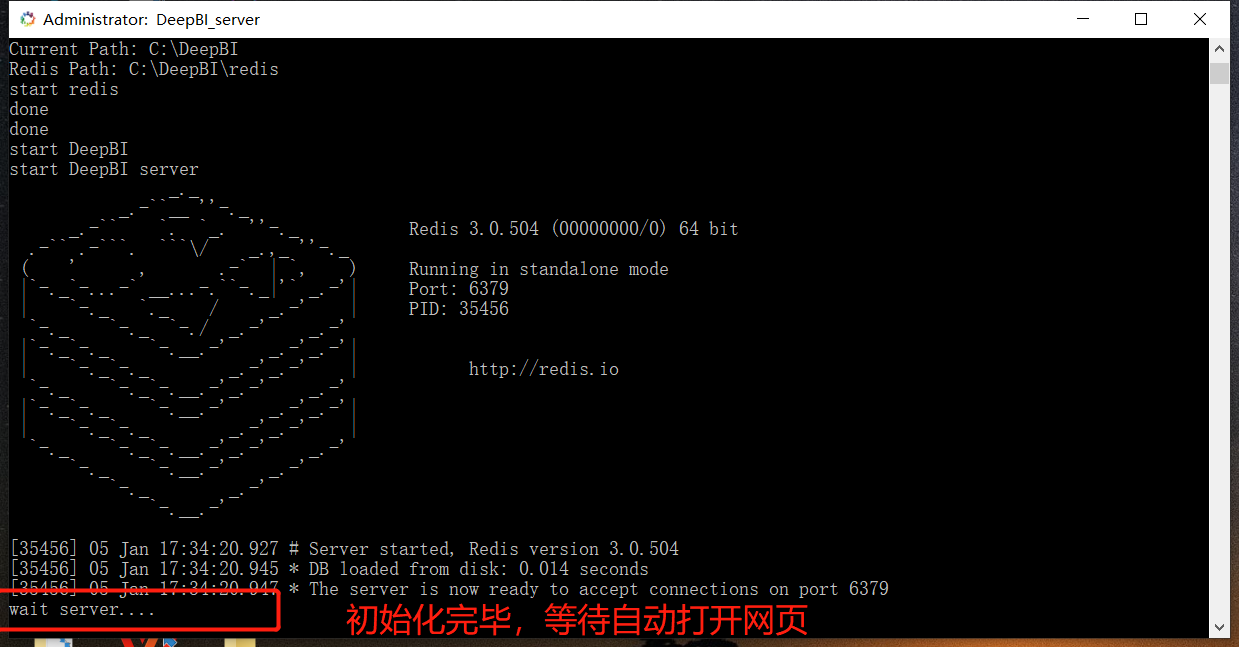 Administrator: DeepBI_server
Current Path: C:\DeepBI
Redis Path: C:\DeepBI\redis
start redis
done
done
start DeepBI
start DeepBI server
Redis 3.0.504 (00000000/0) 64 bit
Running in standalone mode
Port: 6379
PID: 35456
http://redis.io
[35456] 05 Jan 17:34:20.927 # Server started, Redis version 3.0.504
[35456] 05 Jan 17:34:20.945 * DB loaded from disk: 0.014 seconds
[35456] 05 Jan 17:34:20.947 * The server is now ready to accept connections on port 6379
wait server....
初始化完毕，等待自动打开网页